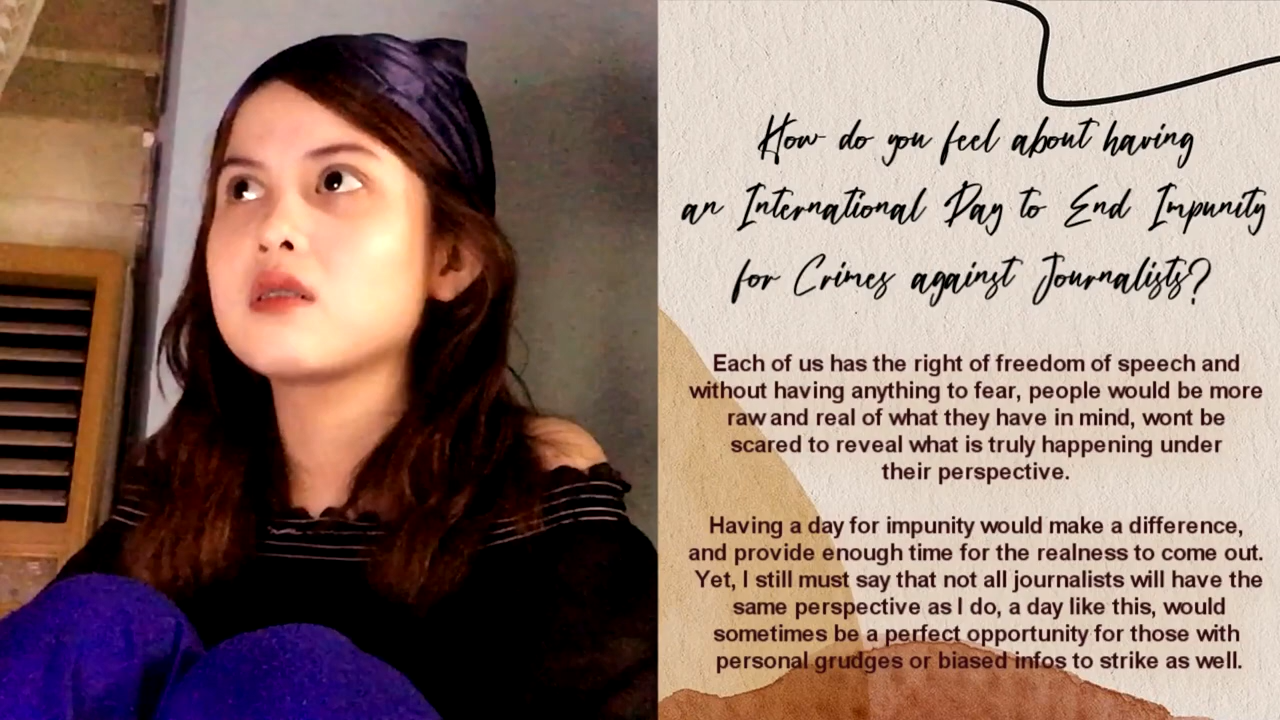 How do you feel about having
an International Day to End Impunity
for Crimes against Journalists?
Each of us has the right of freedom of speech and
without having anything to fear, people would be more
raw and real of what they have in mind, wont be
scared to reveal what is truly happening under
their perspective.
Having a day for impunity would make a difference,
and provide enough time for the realness to come out.
Yet, I still must say that not all journalists will have the
same perspective as I do, a day like this, would
sometimes be a perfect opportunity for those with
personal grudges or biased infos to strike as well.